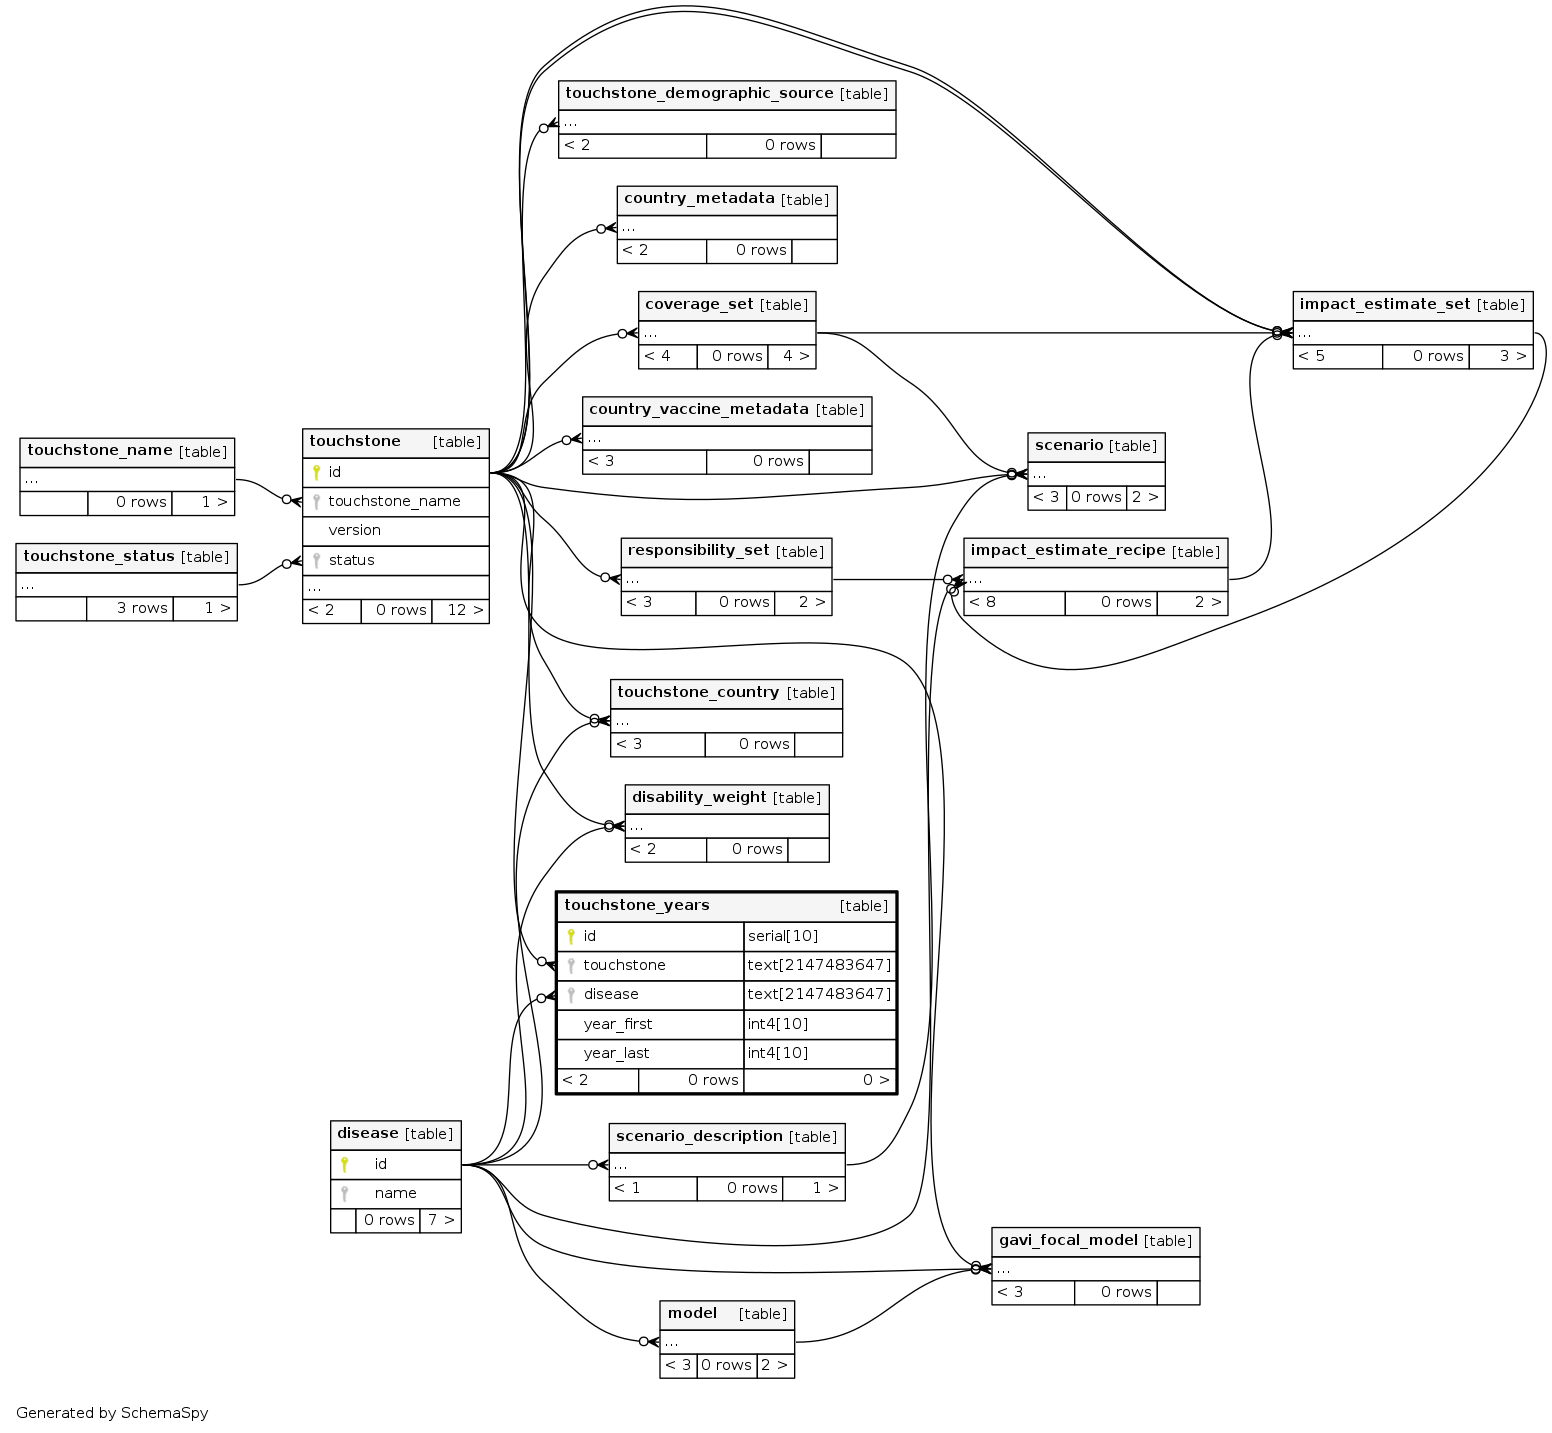 touchstone_demographic_source [table]
...
< 2 0 rows
country_metadata [table]
...
< 2 0 rows
coverage_set [table]
...
< 4 0 rows 4 >
impact_estimate_set [table]
...
< 5 0 rows 3 >
country_vaccine_metadata [table]
...
< 3 0 rows
touchstone_name [table]
...
0 rows 1 >
touchstone [table]
id
touchstone_name
version
status
...
< 2 0 rows 12 >
scenario [table]
...
< 3 0 rows 2 >
touchstone_status [table]
...
3 rows 1 >
responsibility_set [table]
...
< 3 0 rows 2 >
impact_estimate_recipe [table]
...
< 8 0 rows 2 >
touchstone_country [table]
...
< 3 0 rows
disability_weight [table]
...
< 2 0 rows
touchstone_years [table]
id serial[10]
touchstone text[2147483647]
disease text[2147483647]
year_first int4[10]
year_last int4[10]
< 2 0 rows 0 >
disease [table]
id
name
0 rows 7 >
scenario_description [table]
...
< 1 0 rows 1 >
gavi_focal_model [table]
...
< 3 0 rows
model [table]
...
< 3 0 rows 2 >
Generated by SchemaSpy